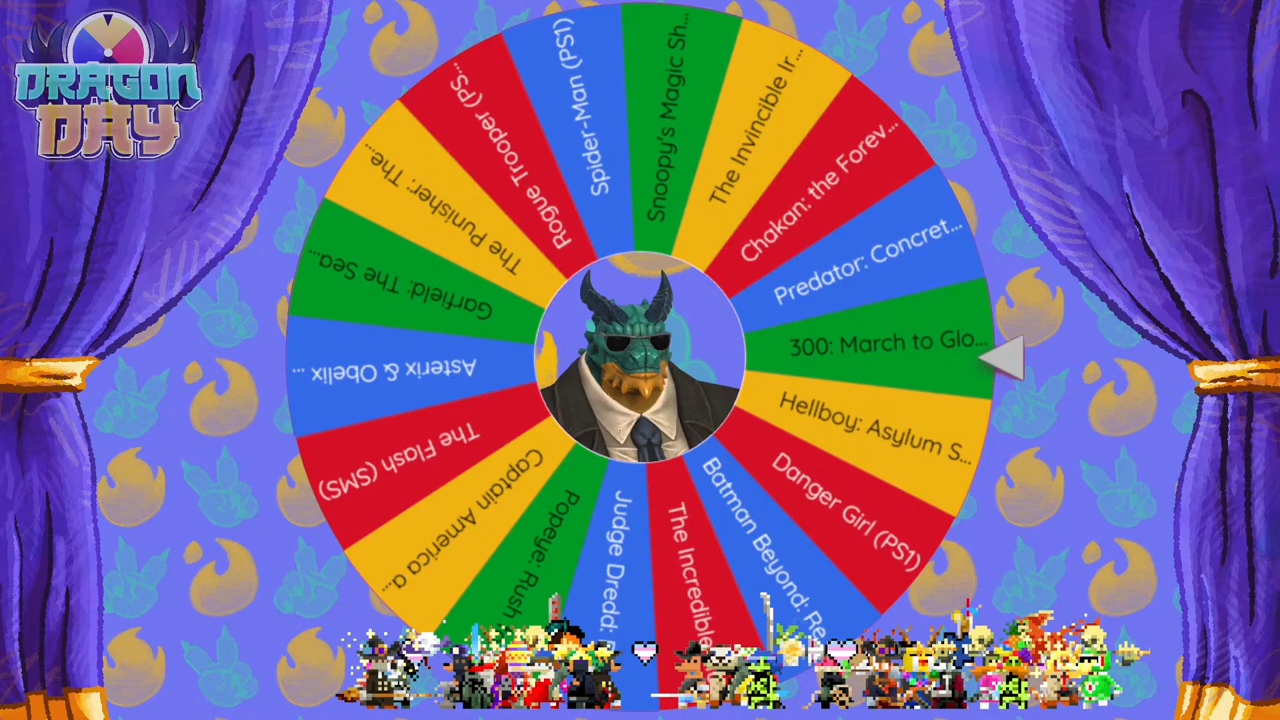 DRAGON
DAY
Snoopy's Magic Sh...
The Invincible Ir...
Chakan: the Forev...
Predator: Concret...
300: March to Glo...
Hellboy: Asylum S...
Danger Girl (PS1)
Batman Beyond: Re
The Incredible
Judge Dredd:
Popeye: Rush
Captain America a...
The Flash (SMS)
Asterix & Obelix ...
Garfield: The Sea...
The Punisher: The...
Rogue Trooper (PS...
Spider-Man (PS1)